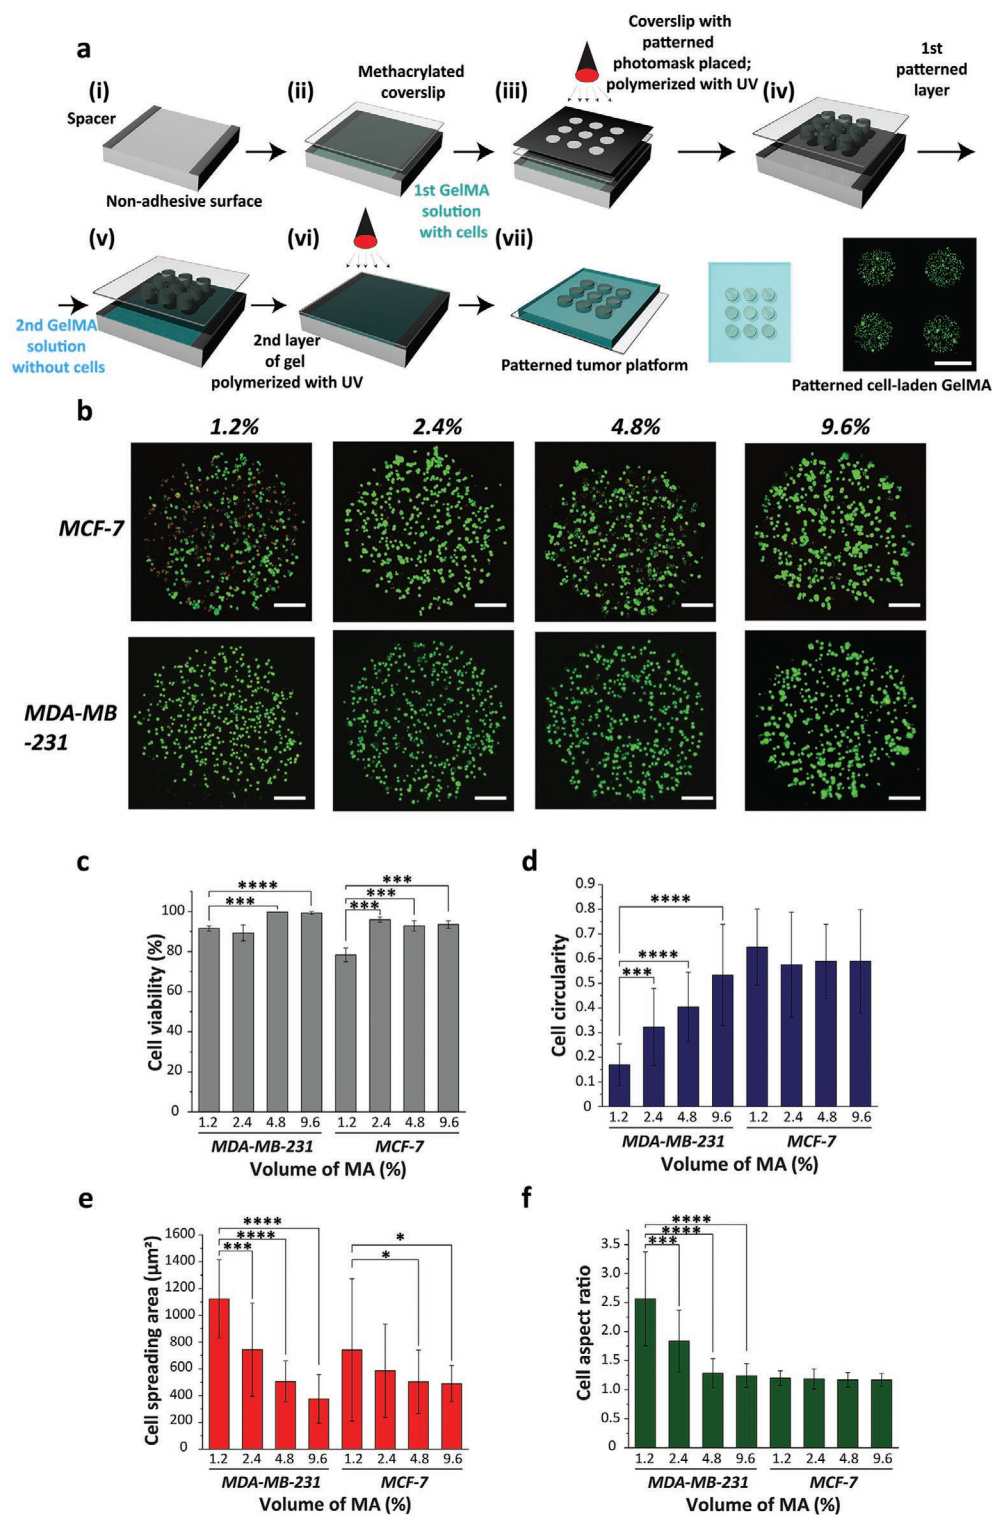 a
(i)
Spacer
Non-adhesive surface
(ii)
Methacrylated
coverslip
1st GelMA
solution
with cells
(iii)
Coverslip with
patterned
photomask placed;
polymerized with UV
(iv)
1st
patterned
layer
(v)
2nd GelMA
solution
without cells
(vi)
2nd layer
of gel
polymerized with UV
(vii)
Patterned tumor platform
Patterned cell-laden GelMA
b
1.2%
2.4%
4.8%
9.6%
MCF-7
MDA-MB
-231
c
****
***
***
***
***
Cell viability (%)
100
80
60
40
20
0
1.2 2.4 4.8 9.6 1.2 2.4 4.8 9.6
MDA-MB-231 MCF-7
Volume of MA (%)
d
****
****
***
Cell circularity
0.9
0.8
0.7
0.6
0.5
0.4
0.3
0.2
0.1
1.2 2.4 4.8 9.6 1.2 2.4 4.8 9.6
MDA-MB-231 MCF-7
Volume of MA (%)
e
****
****
***
*
*
Cell spreading area (µm²)
1600
1400
1200
1000
800
600
400
200
0
1.2 2.4 4.8 9.6 1.2 2.4 4.8 9.6
MDA-MB-231 MCF-7
Volume of MA (%)
f
****
****
***
Cell aspect ratio
3.5
3.0
2.5
2.0
1.5
1.0
0.5
0.0
1.2 2.4 4.8 9.6 1.2 2.4 4.8 9.6
MDA-MB-231 MCF-7
Volume of MA (%)